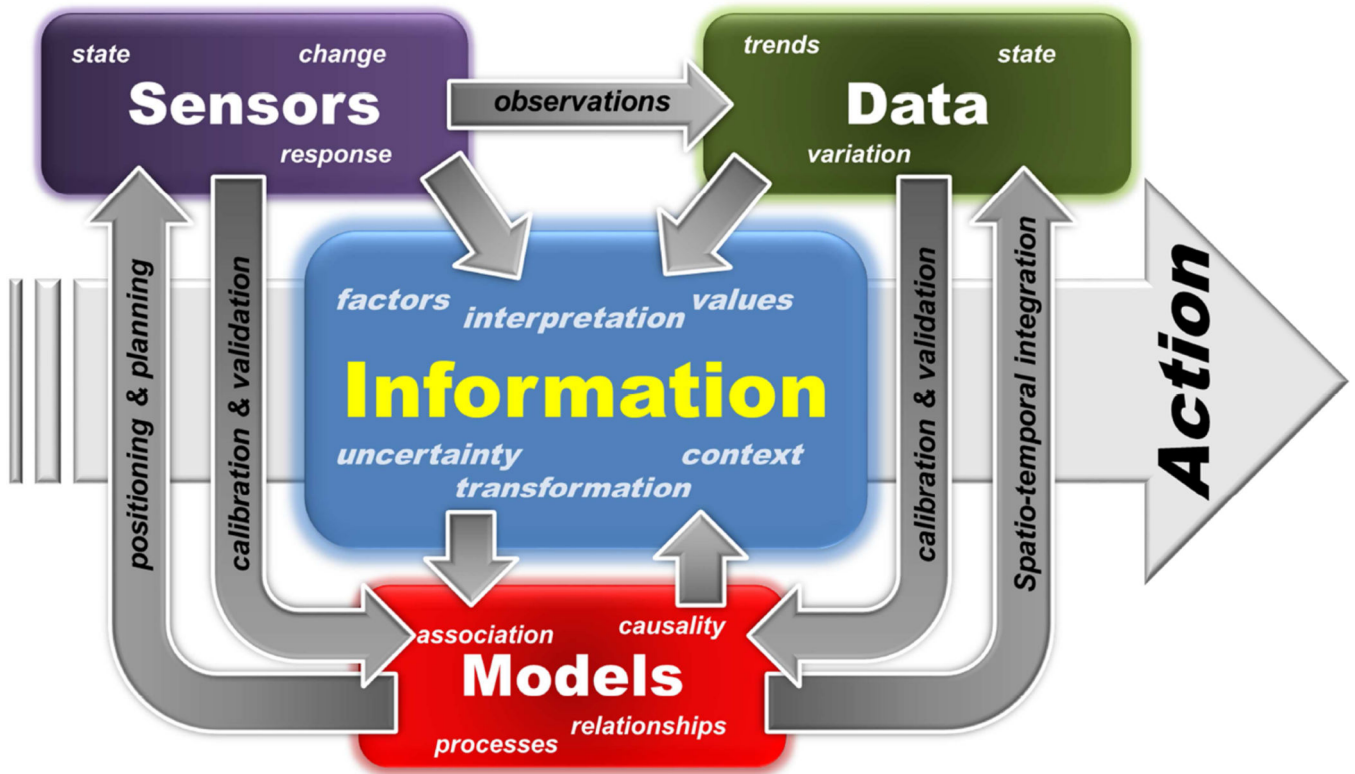 state
change
Sensors
response
observations
trends
state
Data
variation
positioning & planning
calibration & validation
factors
interpretation
values
Information
uncertainty
context
transformation
calibration & validation
Spatio-temporal integration
Action
association
causality
Models
relationships
processes